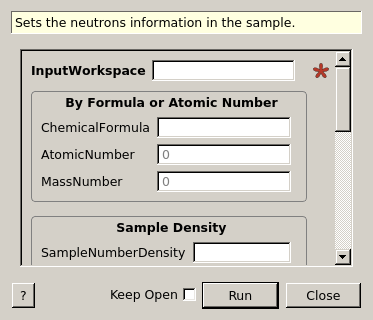 Sets the neutrons information in the sample.
InputWorkspace
By Formula or Atomic Number
ChemicalFormula
AtomicNumber 0
MassNumber 0
Sample Density
SampleNumberDensity
? Keep Open Run Close